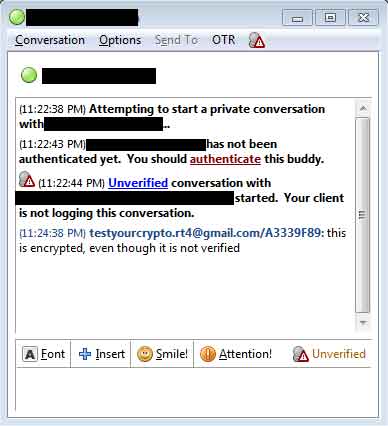 Conversation Options Send To OTR
(11:22:38 PM) Attempting to start a private conversation
with ...
(11:22:43 PM) has not been
authenticated yet. You should authenticate this buddy.
(11:22:44 PM) Unverified conversation with
started. Your client
is not logging this conversation.
(11:24:38 PM) testyourcrypto.rt4@gmail.com/A3339F89: this
is encrypted, even though it is not verified
A Font Insert Smile! Attention! Unverified